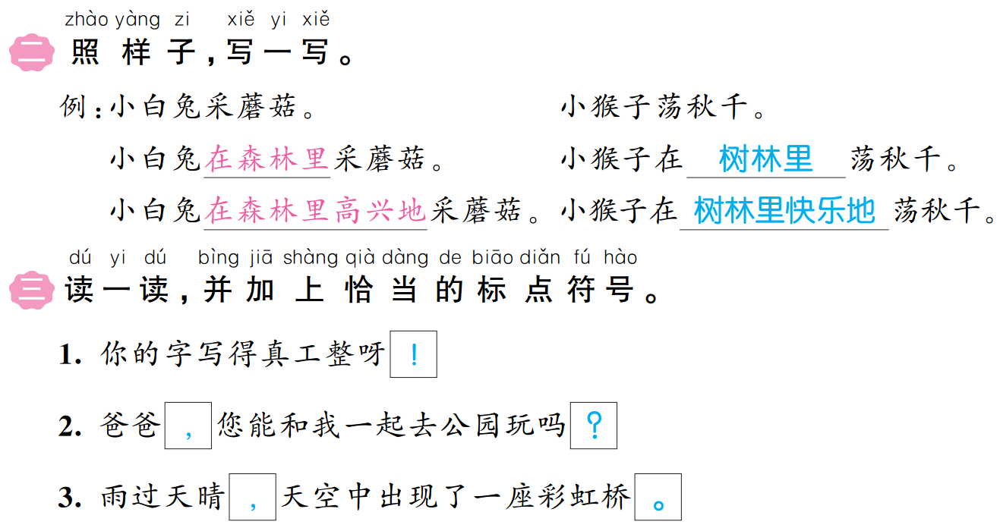 zhào yàng zi xiě yi xiě
二 照样子，写一写。
例：小白兔采蘑菇。 小猴子荡秋千。
小白兔在森林里采蘑菇。 小猴子在树林里荡秋千。
小白兔在森林里高兴地采蘑菇。 小猴子在树林里快乐地荡秋千。
dú yi dú bìng jiā shàng qià dàng de biāo diǎn fú hào
三 读一读，并加上恰当的标点符号。
1. 你的字写得真工整呀！
2. 爸爸，您能和我一起去公园玩吗？
3. 雨过天晴，天空中出现了一座彩虹桥。